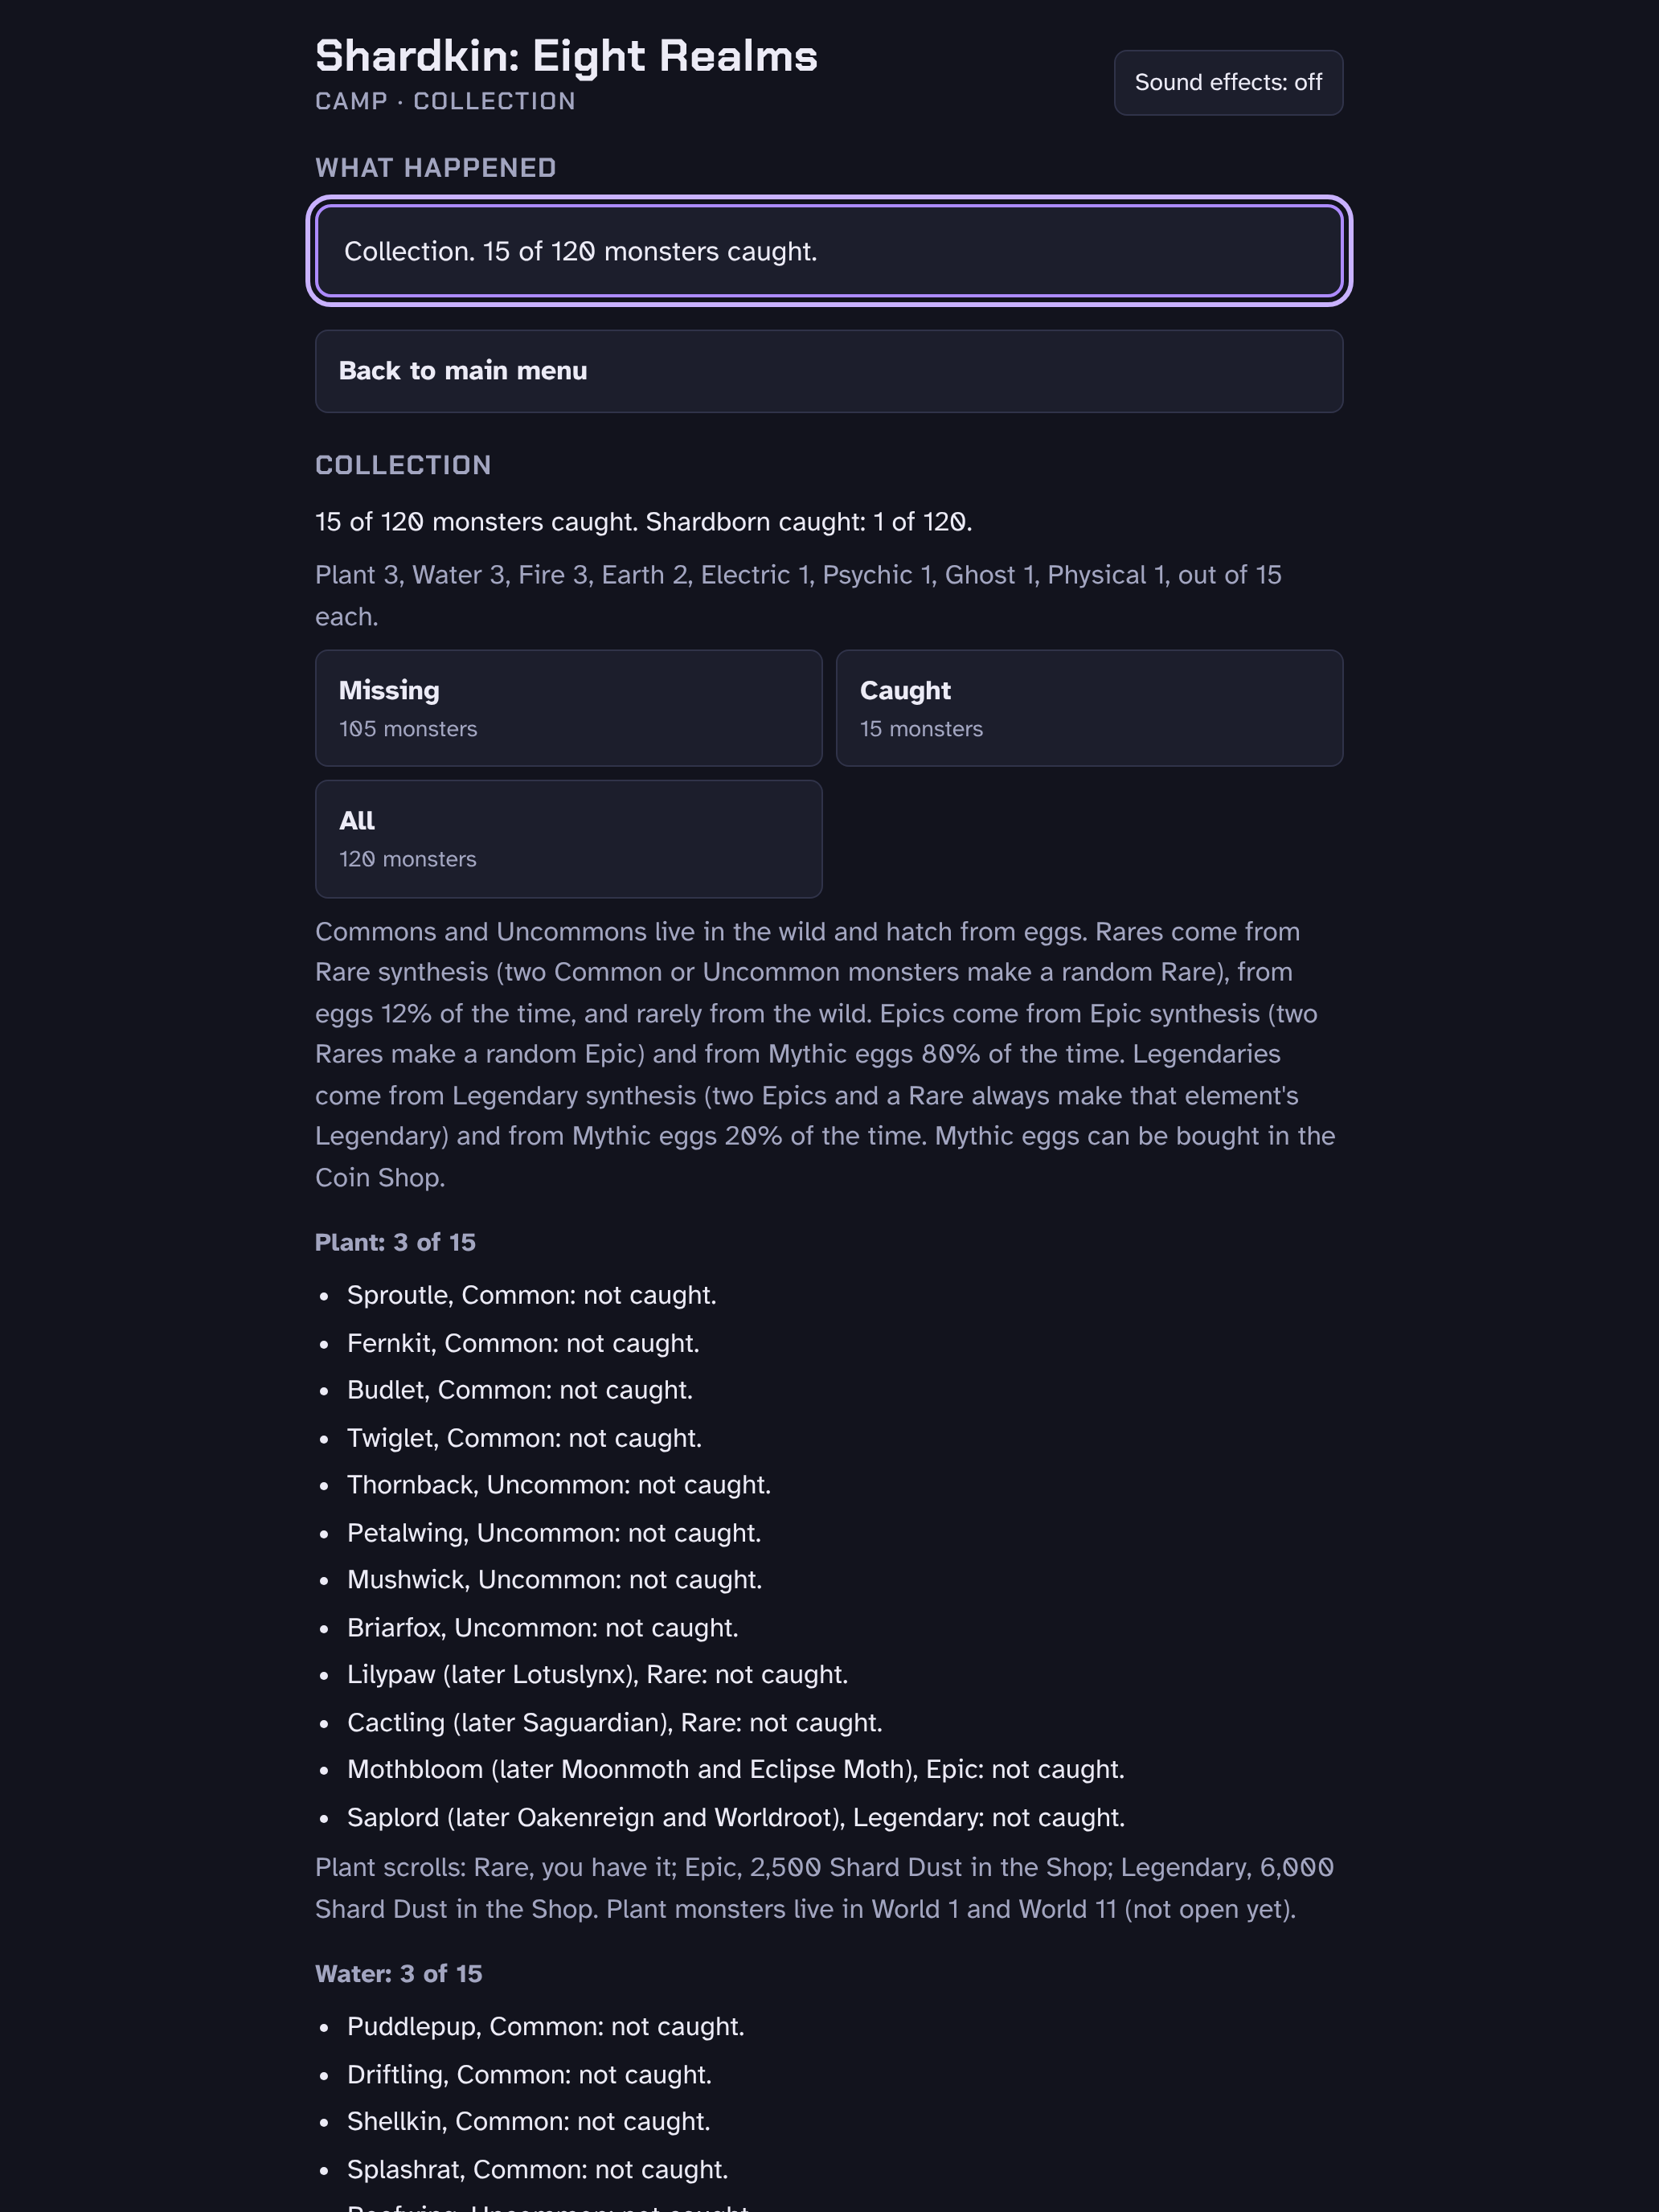 Shardkin: Eight Realms
CAMP · COLLECTION
Sound effects: off
WHAT HAPPENED
Collection. 15 of 120 monsters caught.
Back to main menu
COLLECTION
15 of 120 monsters caught. Shardborn caught: 1 of 120.
Plant 3, Water 3, Fire 3, Earth 2, Electric 1, Psychic 1, Ghost 1, Physical 1, out of 15
each.
Missing
105 monsters
Caught
15 monsters
All
120 monsters
Commons and Uncommons live in the wild and hatch from eggs. Rares come from
Rare synthesis (two Common or Uncommon monsters make a random Rare), from
eggs 12% of the time, and rarely from the wild. Epics come from Epic synthesis (two
Rares make a random Epic) and from Mythic eggs 80% of the time. Legendaries
come from Legendary synthesis (two Epics and a Rare always make that element's
Legendary) and from Mythic eggs 20% of the time. Mythic eggs can be bought in the
Coin Shop.
Plant: 3 of 15
• Sproutle, Common: not caught.
• Fernkit, Common: not caught.
• Budlet, Common: not caught.
• Twiglet, Common: not caught.
• Thornback, Uncommon: not caught.
• Petalwing, Uncommon: not caught.
• Mushwick, Uncommon: not caught.
• Briarfox, Uncommon: not caught.
• Lilypaw (later Lotuslynx), Rare: not caught.
• Cactling (later Saguardian), Rare: not caught.
• Mothbloom (later Moonmoth and Eclipse Moth), Epic: not caught.
• Saplord (later Oakenreign and Worldroot), Legendary: not caught.
Plant scrolls: Rare, you have it; Epic, 2,500 Shard Dust in the Shop; Legendary, 6,000
Shard Dust in the Shop. Plant monsters live in World 1 and World 11 (not open yet).
Water: 3 of 15
• Puddlepup, Common: not caught.
• Driftling, Common: not caught.
• Shellkin, Common: not caught.
• Splashrat, Common: not caught.